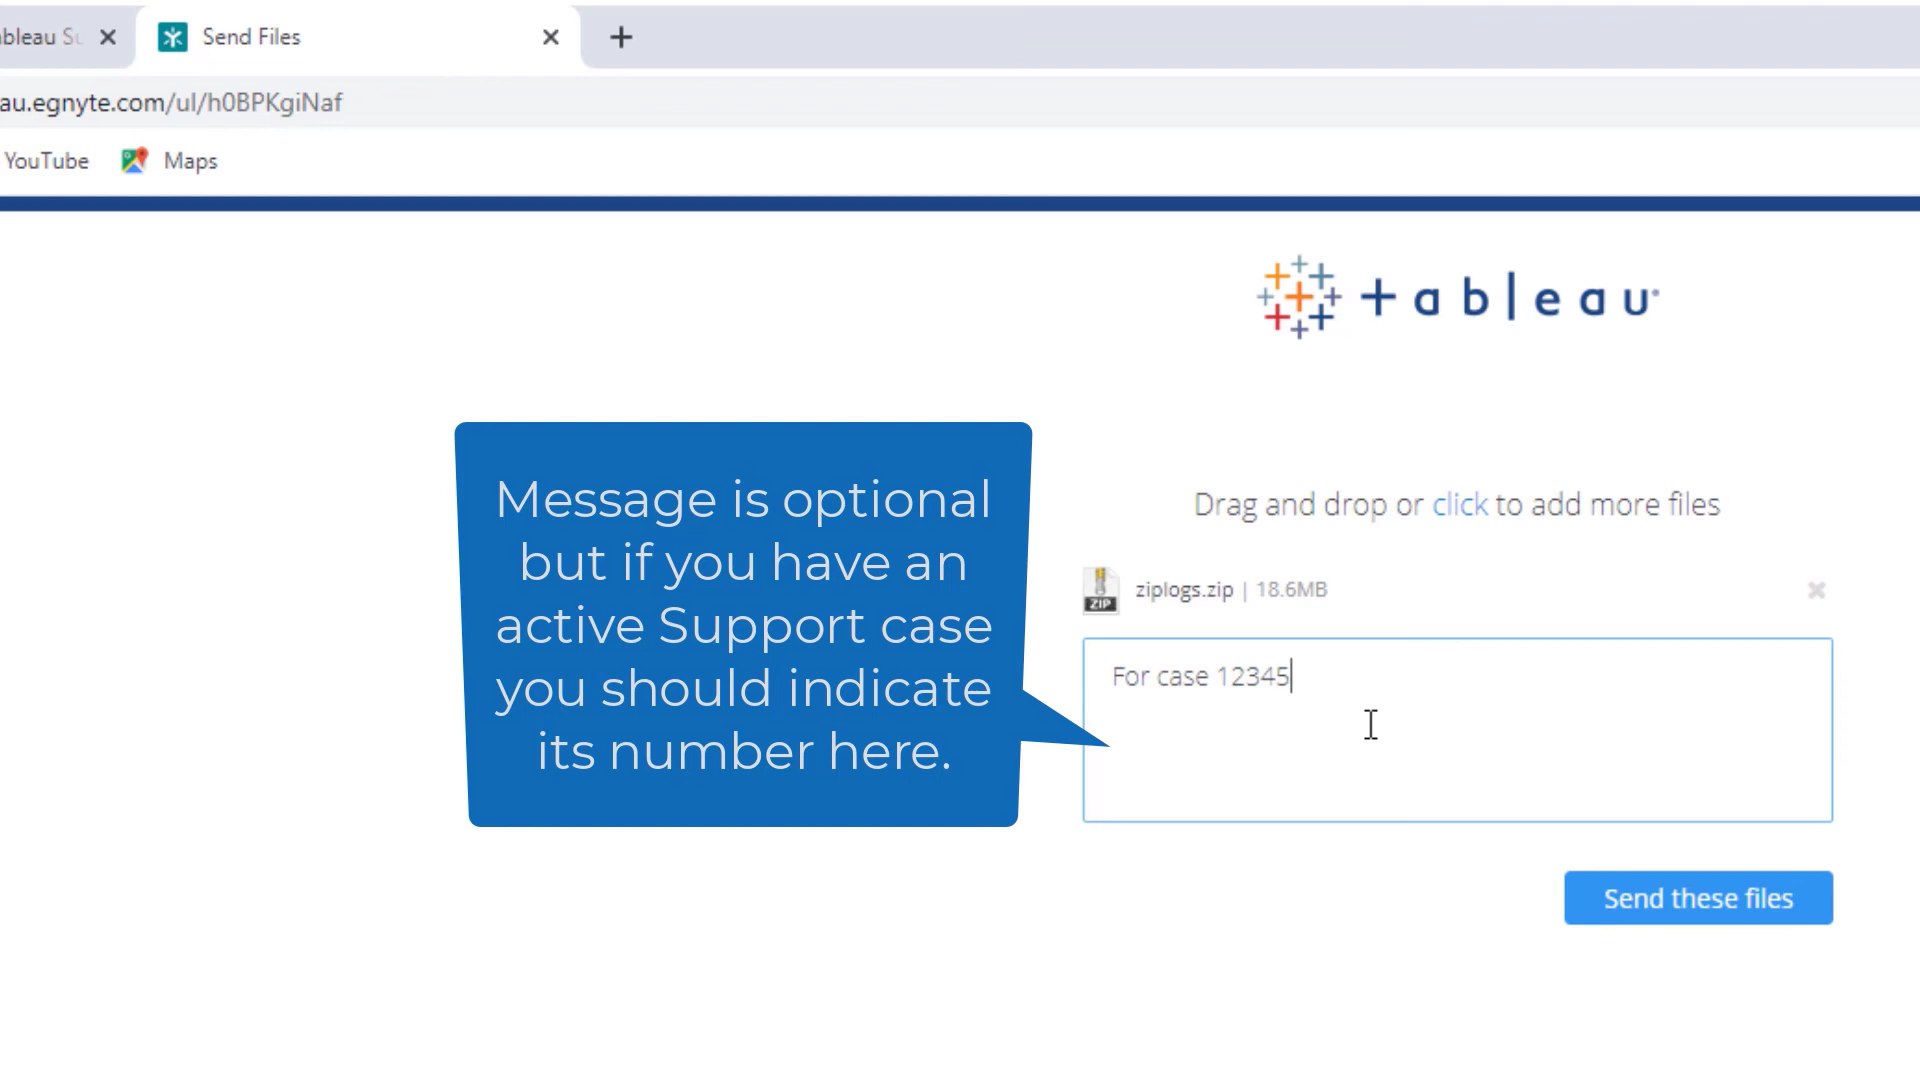 Send Files
au.egnyte.com/ul/h0BPKgiNaf
YouTube
Maps
+ableau
Message is optional
but if you have an
active Support case
you should indicate
its number here.
Drag and drop or click to add more files
ZIP
ziplogs.zip | 18.6MB
For case 12345
Send these files